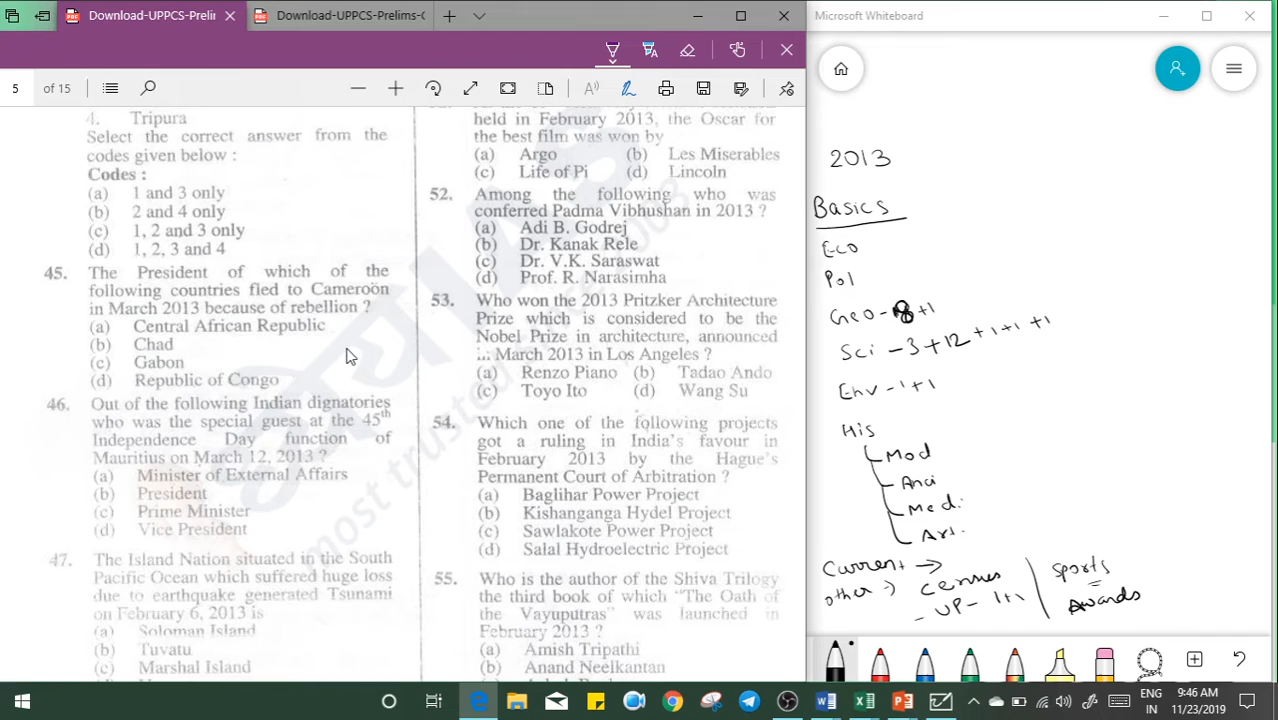 Download-UPPCS-Prelir
Download-UPPCS-Prelims-C
Microsoft Whiteboard
5 of 15
4. Tripura
Select the correct answer from the
codes given below :
Codes :
(a) 1 and 3 only
(b) 2 and 4 only
(c) 1, 2 and 3 only
(d) 1, 2, 3 and 4
45. The President of which of the
following countries fled to Cameroon
in March 2013 because of rebellion ?
(a) Central African Republic
(b) Chad
(c) Gabon
(d) Republic of Congo
46. Out of the following Indian dignatories
who was the special guest at the 45th
Independence Day function of
Mauritius on March 12, 2013 ?
(a) Minister of External Affairs
(b) President
(c) Prime Minister
(d) Vice President
47. The Island Nation situated in the South
Pacific Ocean which suffered huge loss
due to earthquake generated Tsunami
on February 6, 2013 is
(a) Soloman Island
(b) Tuvatu
(c) Marshal Island
held in February 2013, the Oscar for
the best film was won by
(a) Argo (b) Les Miserables
(c) Life of Pi (d) Lincoln
52. Among the following who was
conferred Padma Vibhushan in 2013 ?
(a) Adi B. Godrej
(b) Dr. Kanak Rele
(c) Dr. V.K. Saraswat
(d) Prof. R. Narasimha
53. Who won the 2013 Pritzker Architecture
Prize which is considered to be the
Nobel Prize in architecture, announced
in March 2013 in Los Angeles ?
(a) Renzo Piano (b) Tadao Ando
(c) Toyo Ito (d) Wang Su
54. Which one of the following projects
got a ruling in India's favour in
February 2013 by the Hague's
Permanent Court of Arbitration ?
(a) Baglihar Power Project
(b) Kishanganga Hydel Project
(c) Sawlakote Power Project
(d) Salal Hydroelectric Project
55. Who is the author of the Shiva Trilogy
the third book of which "The Oath of
the Vayuputras" was launched in
February 2013 ?
(a) Amish Tripathi
(b) Anand Neelkantan
most trusted
2013
Basics
Eco
Pol
Geo - 8 +1
Sci - 3 + 12 +1 +1 +1
Env - 1 + 1
His
Mod
Anci
Medi
Art.
Current →
other → Census
- UP - 1+1
Sports
=
Awards
ENG
IN
9:46 AM
11/23/2019